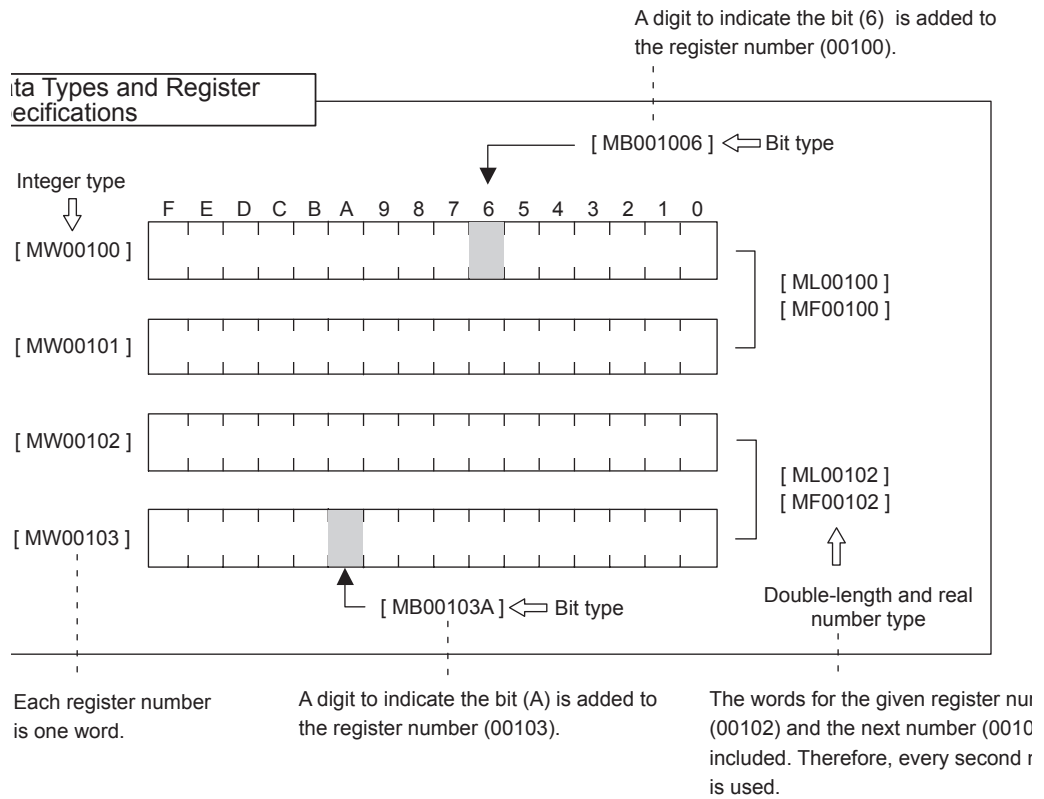 A digit to indicate the bit (6) is added to
the register number (00100).
Types and Register
[ MB001006 ] Bit type
Integer type
F E D C B A 9 8 7 6 5 4 3 2 1 0
[ MW00100 ]
[ ML00100 ]
[ MF00100 ]
[ MW00101 ]
[ MW00102 ]
[ ML00102 ]
[ MF00102 ]
[ MW00103 ]
[ MB00103A ] Bit type
Double-length and real
number type
Each register number
is one word.
A digit to indicate the bit (A) is added to
the register number (00103).
The words for the given register
(00102) and the next number
included. Therefore, every second
is used.